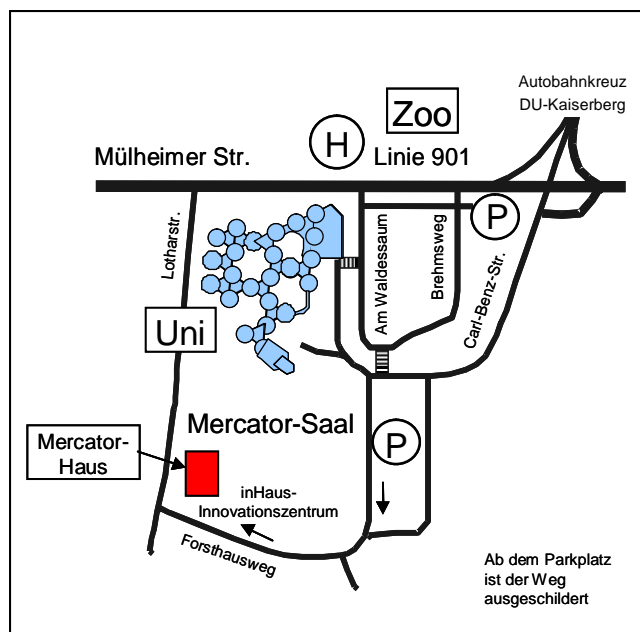 Autobahnkreuz
DU-Kaiserberg
Zoo
H
Mülheimer Str.
Linie 901
P
Lotharstr.
Am Waldessaum
Brehmsweg
Carl-Benz-Str.
Uni
Mercator-Saal
Mercator-
Haus
P
inHaus-
Innovationszentrum
Forsthausweg
Ab dem Parkplatz
ist der Weg
ausgeschildert